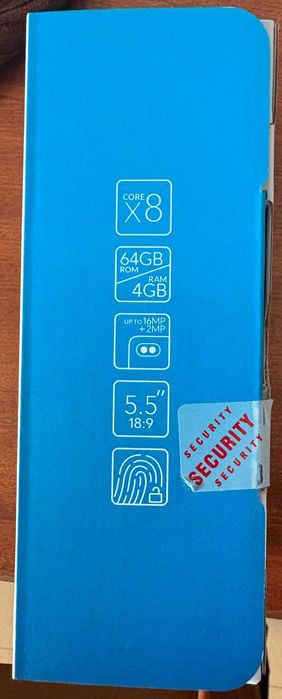 CORE
X8
64GB
ROM
RAM
4GB
UP TO 16MP
+2MP
5.5"
18:9
SECURITY
SECURITY
SECURITY